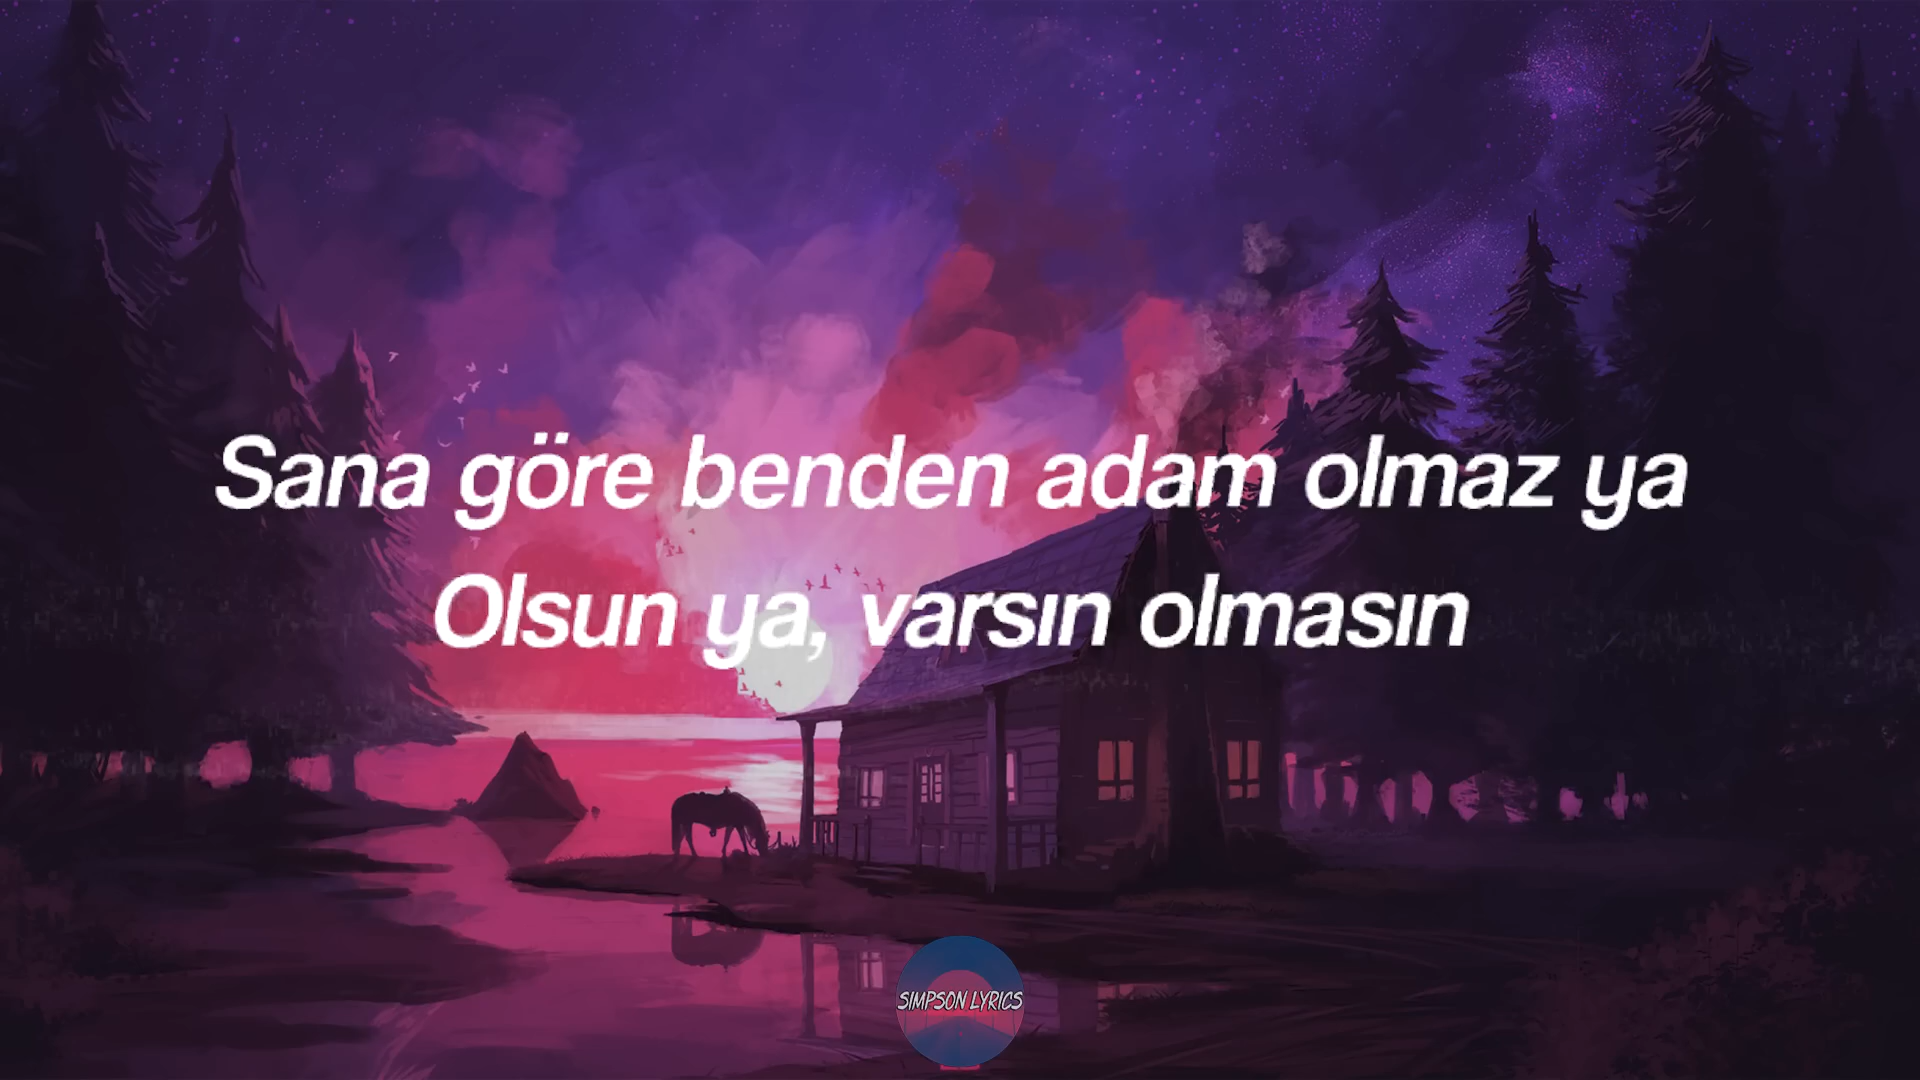 Sana göre benden adam olmaz ya
Olsun ya, varsın olmasın
SIMPSON LYRICS